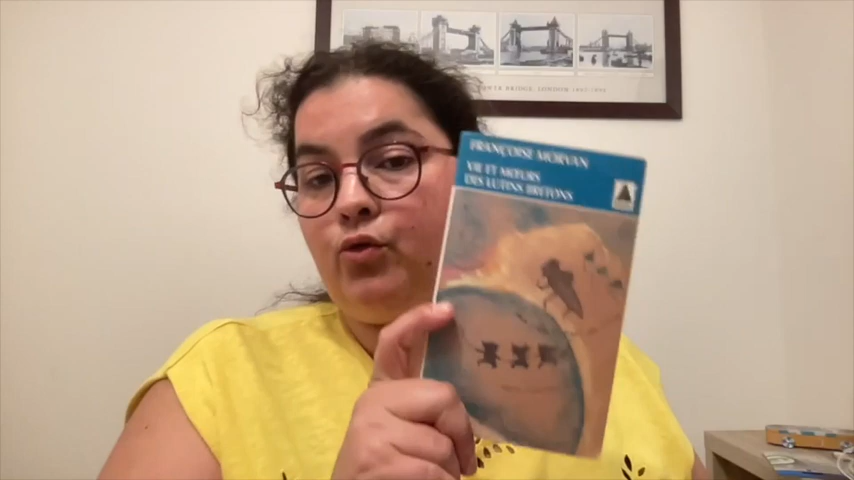 TOWER BRIDGE, LONDON
FRANÇOISE MORVAN
VIE ET MŒURS
DES LUTINS BRETONS